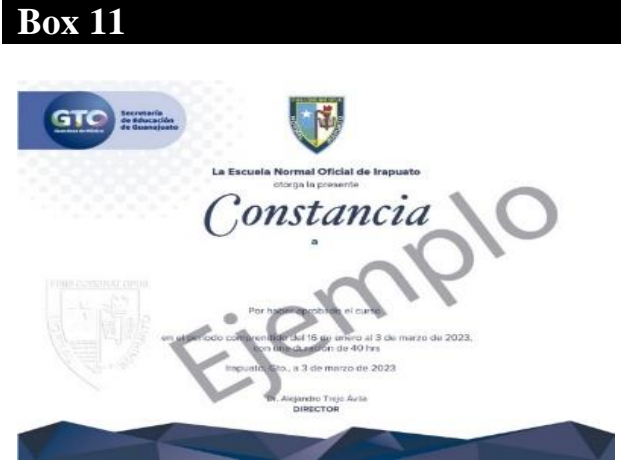 Box 11
GTO
Secretaría
de Educación
de Guanajuato
La Escuela Normal Oficial de Irapuato
otorga la presente
Constancia
a
Ejemplo
Por haber aprobado el curso
en el periodo comprendido del 16 de enero al 3 de marzo de 2023,
con una duración de 40 hrs
Irapuato, Gto., a 3 de marzo de 2023
Dr. Alejandro Trejo Ávila
DIRECTOR